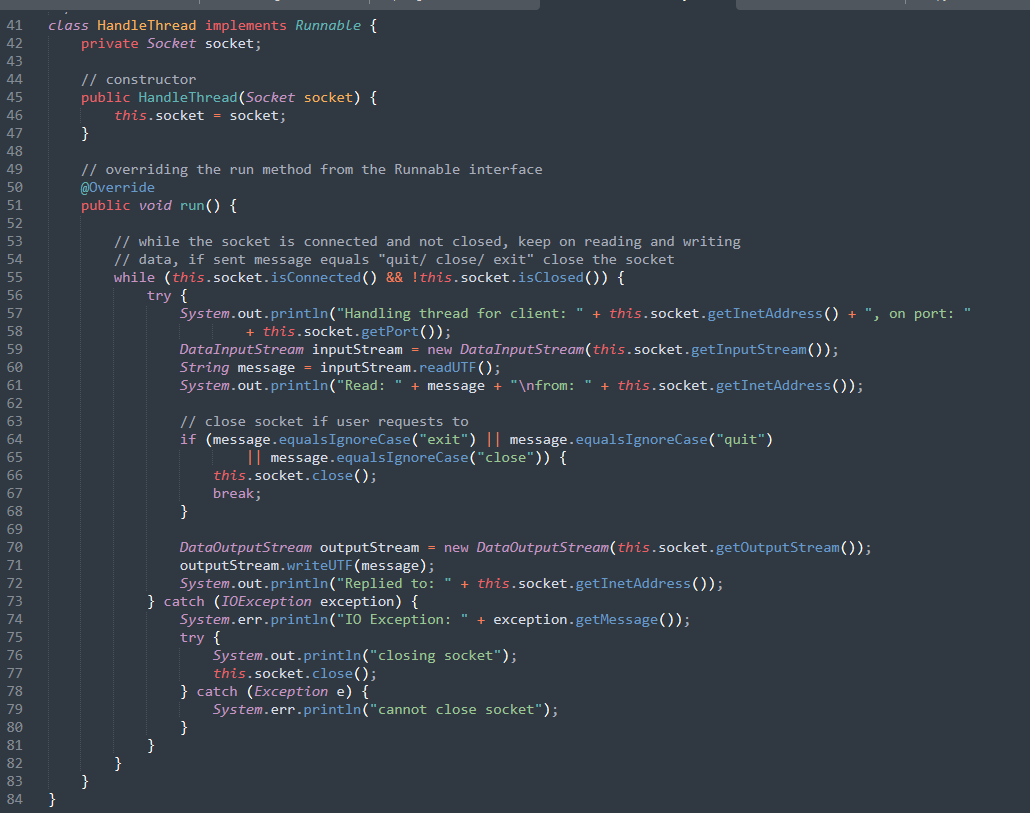 41 class HandleThread implements Runnable {
42     private Socket socket;
43
44     // constructor
45     public HandleThread(Socket socket) {
46         this.socket = socket;
47     }
48
49     // overriding the run method from the Runnable interface
50     @Override
51     public void run() {
52
53         // while the socket is connected and not closed, keep on reading and writing
54         // data, if sent message equals "quit/ close/ exit" close the socket
55         while (this.socket.isConnected() && !this.socket.isClosed()) {
56             try {
57                 System.out.println("Handling thread for client: " + this.socket.getInetAddress() + ", on port: "
58                         + this.socket.getPort());
59                 DataInputStream inputStream = new DataInputStream(this.socket.getInputStream());
60                 String message = inputStream.readUTF();
61                 System.out.println("Read: " + message + "\nfrom: " + this.socket.getInetAddress());
62
63                 // close socket if user requests to
64                 if (message.equalsIgnoreCase("exit") || message.equalsIgnoreCase("quit")
65                         || message.equalsIgnoreCase("close")) {
66                     this.socket.close();
67                     break;
68                 }
69
70                 DataOutputStream outputStream = new DataOutputStream(this.socket.getOutputStream());
71                 outputStream.writeUTF(message);
72                 System.out.println("Replied to: " + this.socket.getInetAddress());
73             } catch (IOException exception) {
74                 System.err.println("IO Exception: " + exception.getMessage());
75                 try {
76                     System.out.println("closing socket");
77                     this.socket.close();
78                 } catch (Exception e) {
79                     System.err.println("cannot close socket");
80                 }
81             }
82         }
83     }
84 }